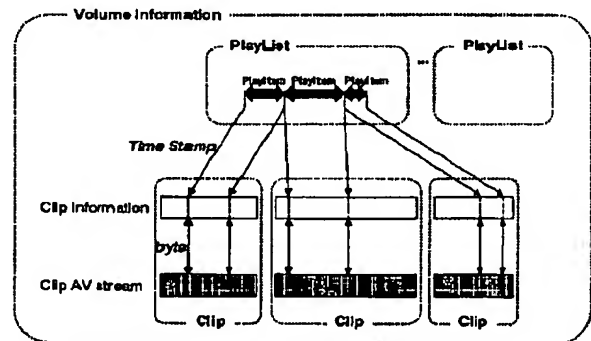 Volume Information
PlayList
PlayList
...
PlayItem PlayItem PlayItem
Time Stamp
Clip Information
byte
Clip AV stream
Clip
Clip
Clip